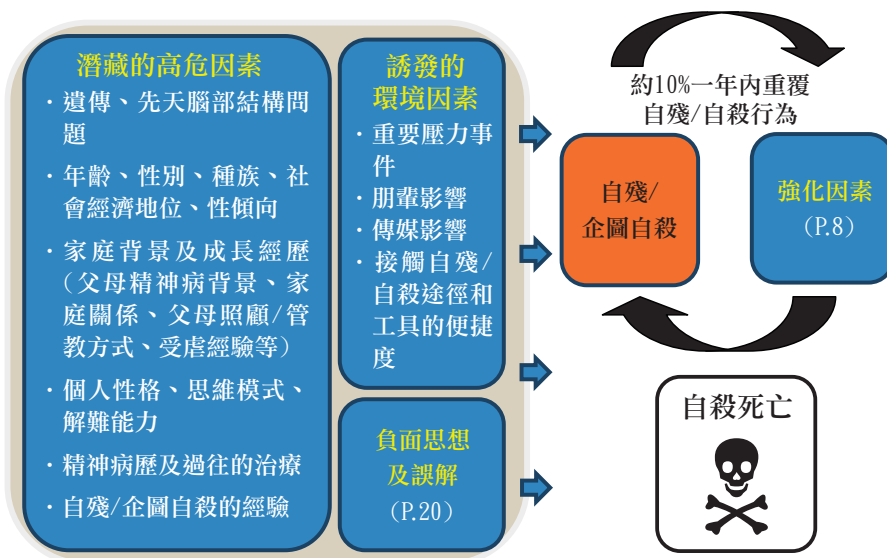 潛藏的高危因素
·遺傳、先天腦部結構問
題
·年齡、性別、種族、社
會經濟地位、性傾向
·家庭背景及成長經歷
（父母精神病背景、家
庭關係、父母照顧/管
教方式、受虐經驗等）
·個人性格、思維模式、
解難能力
·精神病歷及過往的治療
·自殘/企圖自殺的經驗
誘發的
環境因素
·重要壓力事
件
·朋輩影響
·傳媒影響
·接觸自殘/
自殺途徑和
工具的便捷
度
負面思想
及誤解
(P.20)
約10%一年內重覆
自殘/自殺行為
自殘/
企圖自殺
強化因素
(P.8)
自殺死亡